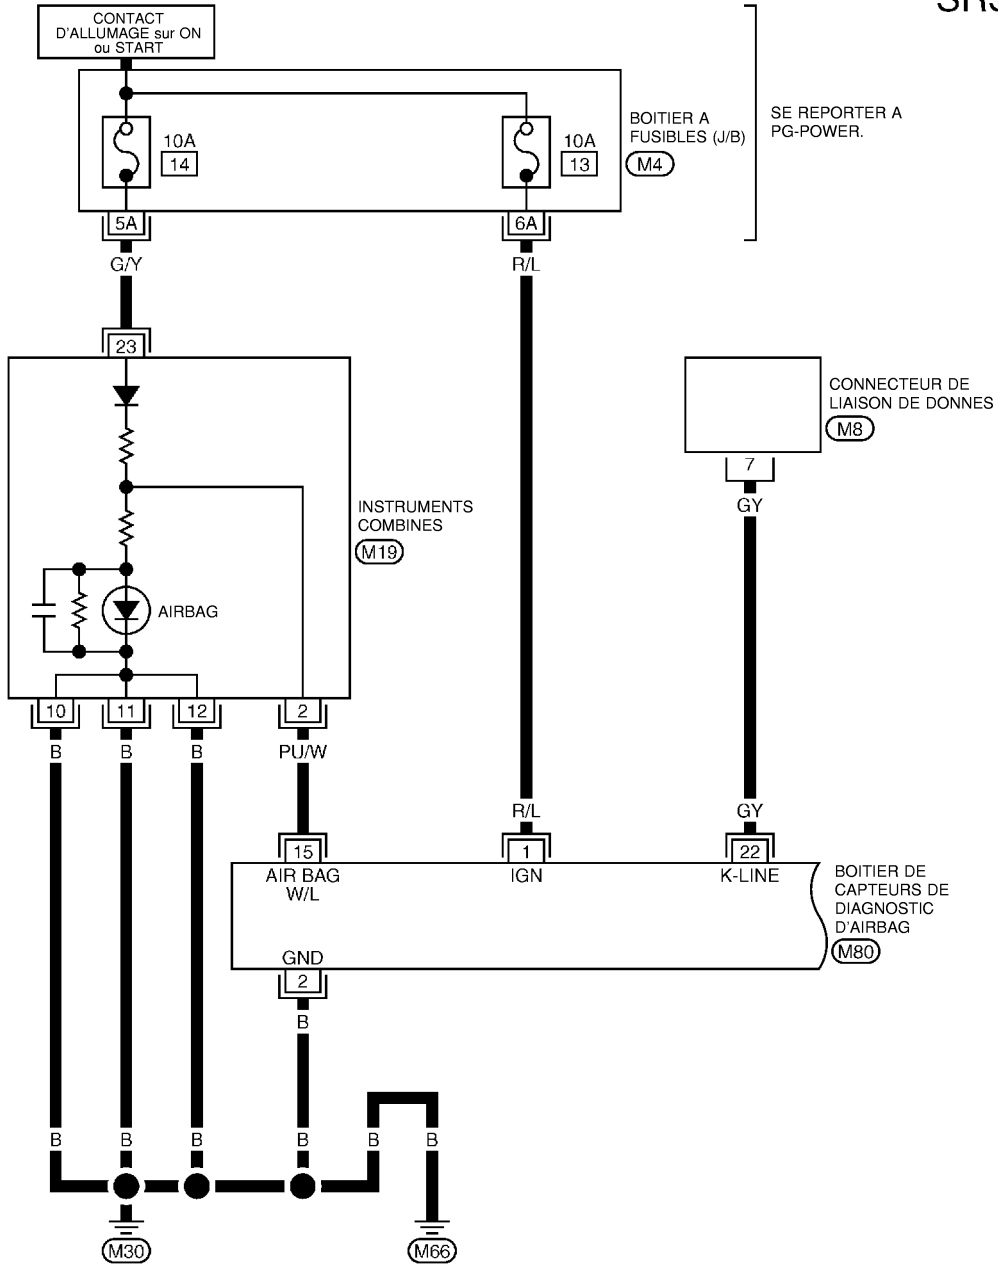 CONTACT
D'ALLUMAGE sur ON
ou START
10A
14
10A
13
BOITIER A
FUSIBLES (J/B)
M4
SE REPORTER A
PG-POWER.
5A
6A
G/Y
R/L
23
CONNECTEUR DE
LIAISON DE DONNES
M8
7
GY
INSTRUMENTS
COMBINES
M19
AIRBAG
10
11
12
2
B
B
B
PU/W
R/L
GY
15
1
22
AIR BAG
W/L
IGN
K-LINE
BOITIER DE
CAPTEURS DE
DIAGNOSTIC
D'AIRBAG
M80
GND
2
B
B
B
B
B
B
B
M30
M66